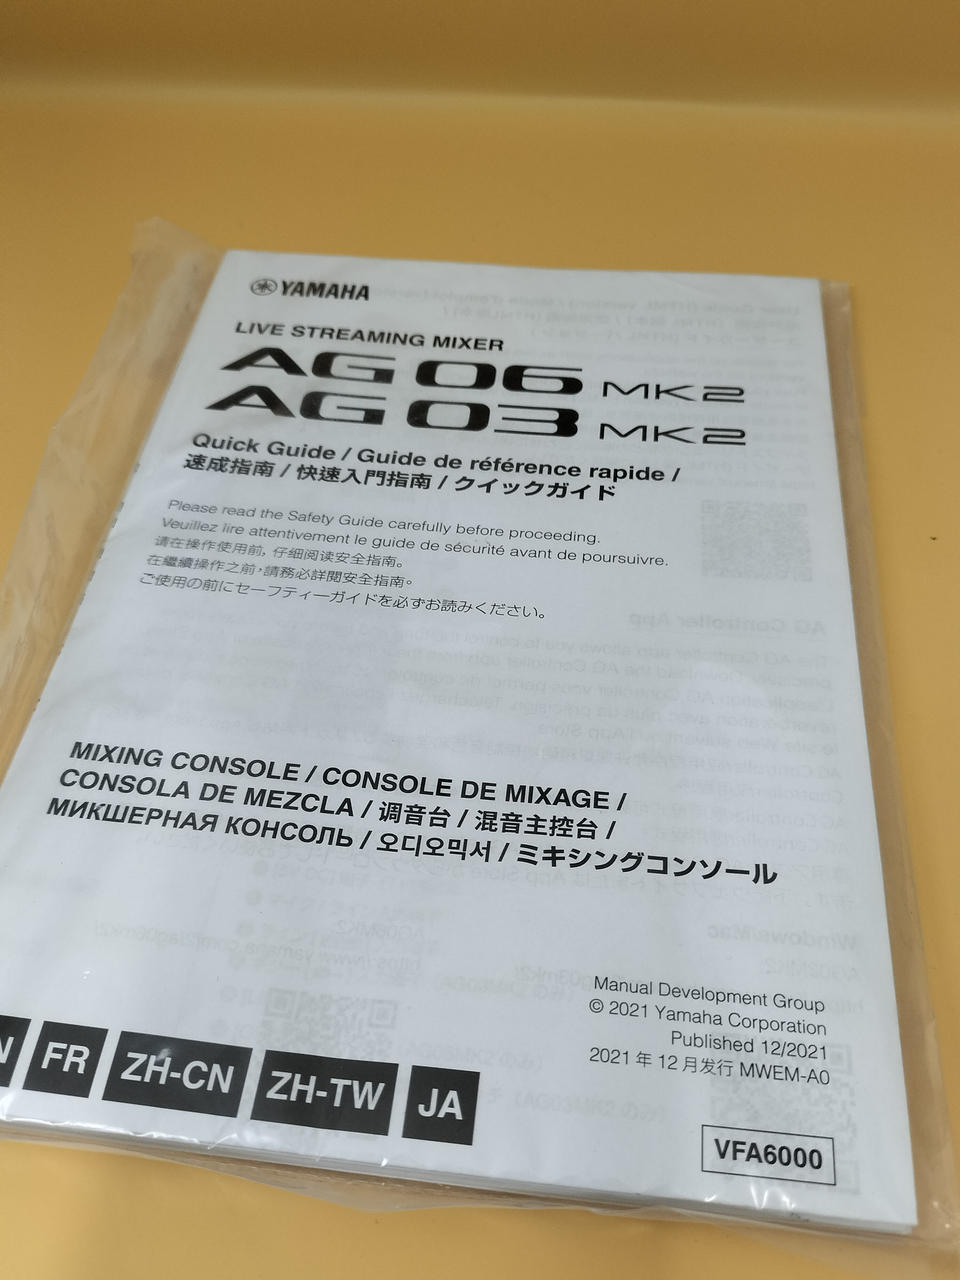 YAMAHA
LIVE STREAMING MIXER
AG06 MK2
AG03 MK2
Quick Guide / Guide de référence rapide /
速成指南 / 快速入門指南 / クイックガイド
Please read the Safety Guide carefully before proceeding.
Veuillez lire attentivement le guide de sécurité avant de poursuivre.
请在操作使用前, 仔细阅读安全指南。
在繼續操作之前，請務必詳閱安全指南。
ご使用の前にセーフティーガイドを必ずお読みください。
MIXING CONSOLE / CONSOLE DE MIXAGE /
CONSOLA DE MEZCLA / 调音台 / 混音主控台 /
МИКШЕРНАЯ КОНСОЛЬ / 오디오믹서 / ミキシングコンソール
Manual Development Group
© 2021 Yamaha Corporation
Published 12/2021
2021 年 12 月发行 MWEM-A0
N FR ZH-CN ZH-TW JA
VFA6000